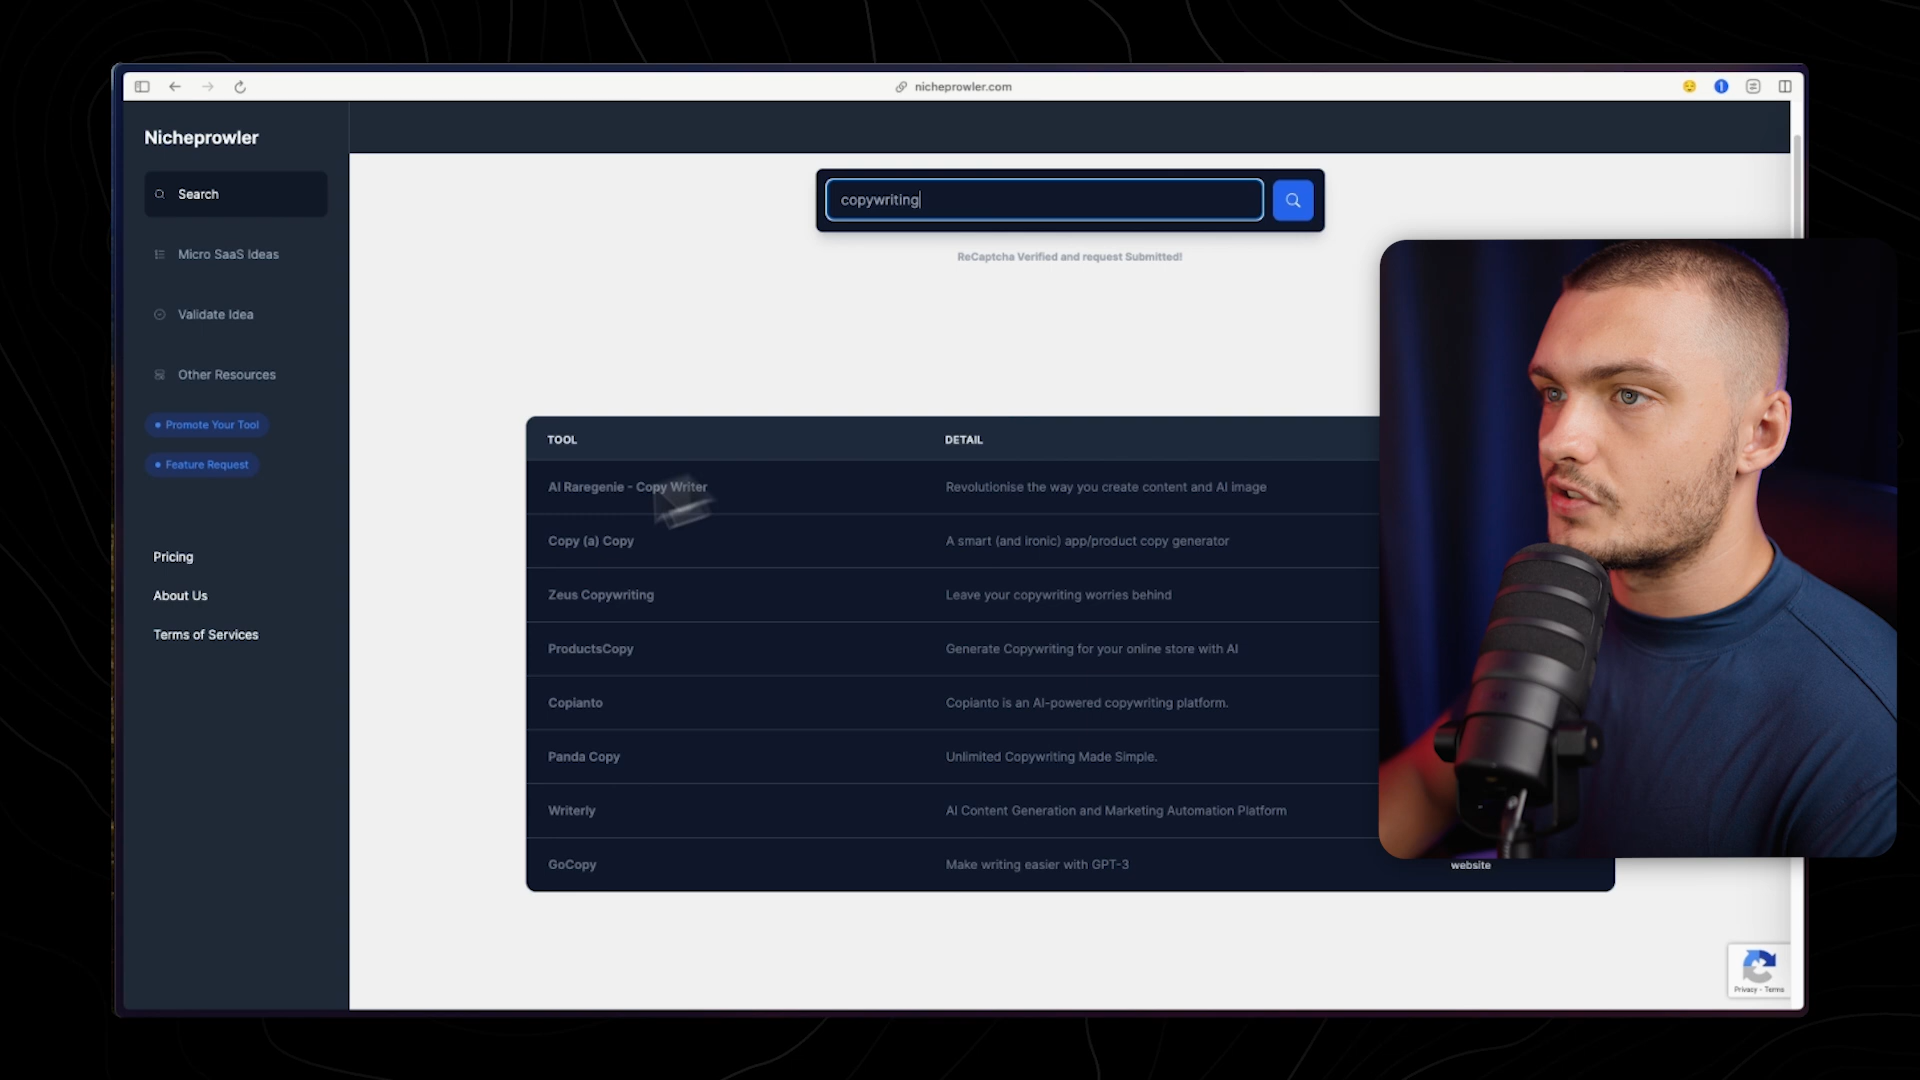 nicheprowler.com
Nicheprowler
Search
Micro SaaS Ideas
Validate Idea
Other Resources
Promote Your Tool
Feature Request
Pricing
About Us
Terms of Services
copywriting
ReCaptcha Verified and request Submitted!
TOOL DETAIL
AI Raregenie - Copy Writer Revolutionise the way you create content and AI image
Copy (a) Copy A smart (and ironic) app/product copy generator
Zeus Copywriting Leave your copywriting worries behind
ProductsCopy Generate Copywriting for your online store with AI
Copianto Copianto is an AI-powered copywriting platform.
Panda Copy Unlimited Copywriting Made Simple.
Writerly AI Content Generation and Marketing Automation Platform
GoCopy Make writing easier with GPT-3 website
Privacy - Terms